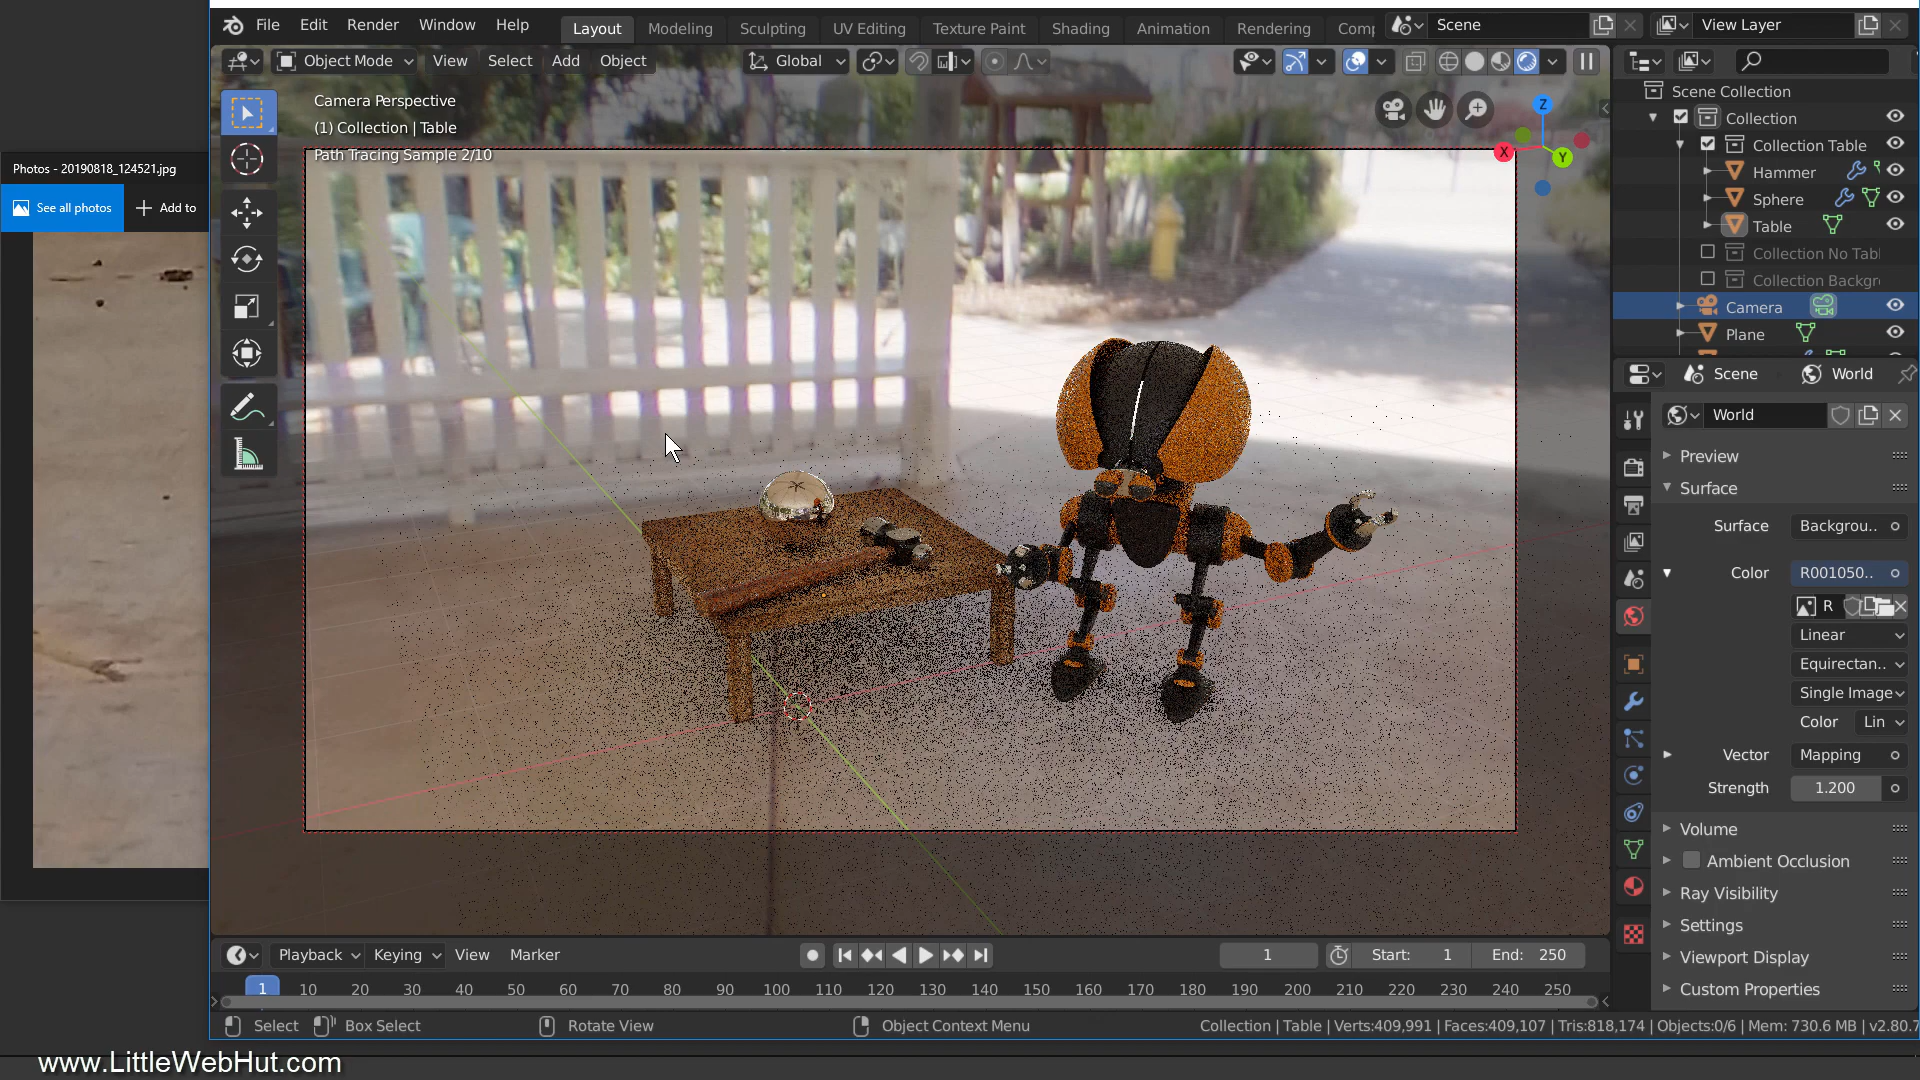 File Edit Render Window Help
Layout Modeling Sculpting UV Editing Texture Paint Shading Animation Rendering
Scene
View Layer
Object Mode View Select Add Object
Global
Camera Perspective
(1) Collection | Table
Path Tracing Sample 2/10
Z
X
Y
Photos - 20190818_124521.jpg
See all photos
Add to
Scene Collection
Collection
Collection Table
Hammer
Sphere
Table
Collection No Tabl
Collection Backgr
Camera
Plane
Scene World
World
Preview
Surface
Surface Backgrou..
Color R001050..
R
Linear
Equirectan..
Single Image
Color Lin
Vector Mapping
Strength 1.200
Volume
Ambient Occlusion
Ray Visibility
Settings
Viewport Display
Custom Properties
Playback Keying View Marker
1
Start: 1
End: 250
1 10 20 30 40 50 60 70 80 90 100 110 120 130 140 150 160 170 180 190 200 210 220 230 240 250
Select Box Select Rotate View Object Context Menu
Collection | Table | Verts:409,991 | Faces:409,107 | Tris:818,174 | Objects:0/6 | Mem: 730.6 MB | v2.80.7
www.LittleWebHut.com